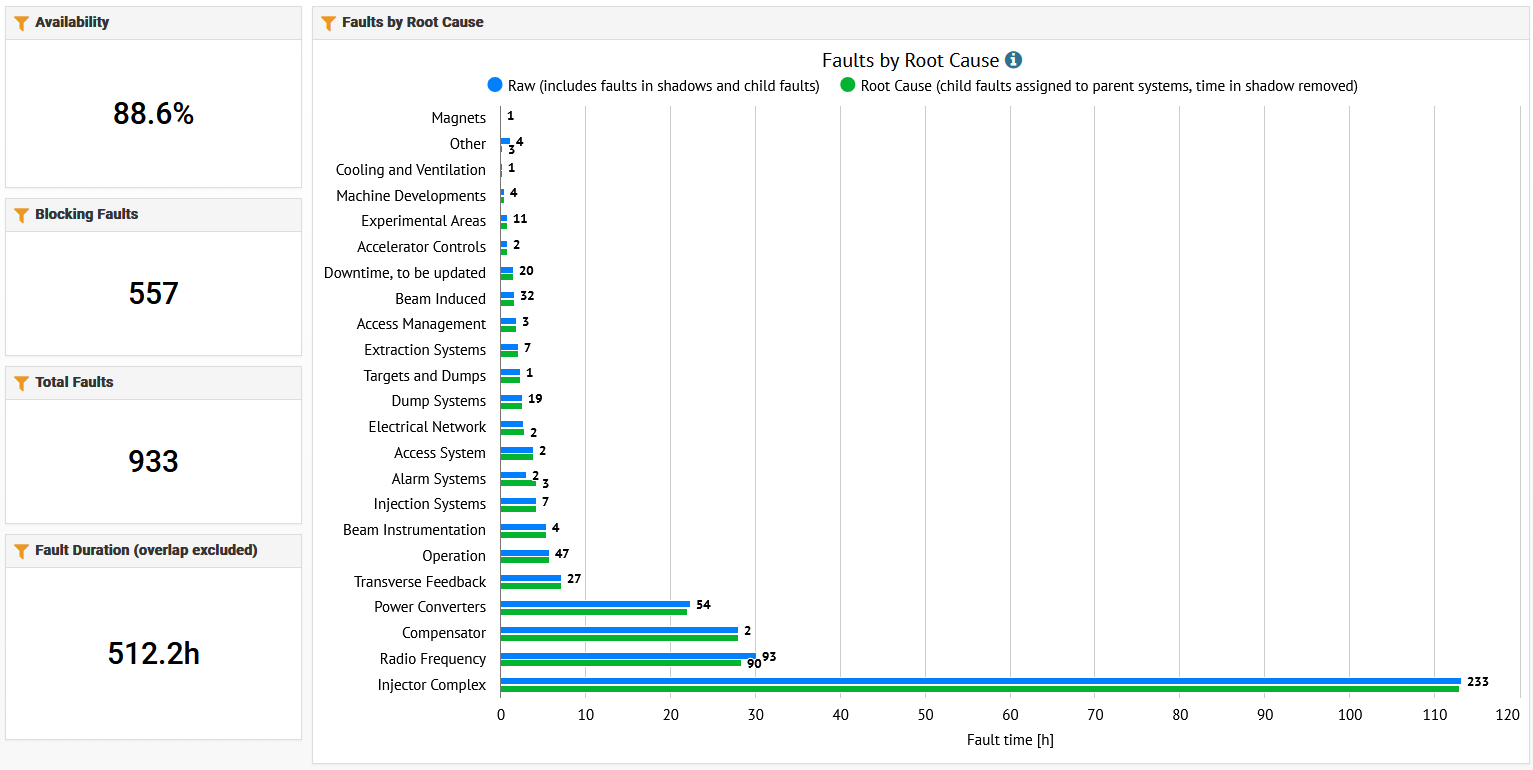 Availability
88.6%
Blocking Faults
557
Total Faults
933
Fault Duration (overlap excluded)
512.2h
Faults by Root Cause
Faults by Root Cause
Raw (includes faults in shadows and child faults) Root Cause (child faults assigned to parent systems, time in shadow removed)
Magnets 1
Other 4
3
Cooling and Ventilation 1
Machine Developments 4
Experimental Areas 11
Accelerator Controls 2
Downtime, to be updated 20
Beam Induced 32
Access Management 3
Extraction Systems 7
Targets and Dumps 1
Dump Systems 19
Electrical Network 2
Access System 2
Alarm Systems 2
3
Injection Systems 7
Beam Instrumentation 4
Operation 47
Transverse Feedback 27
Power Converters 54
Compensator 2
Radio Frequency 93
90
Injector Complex 233
0 10 20 30 40 50 60 70 80 90 100 110 120
Fault time [h]